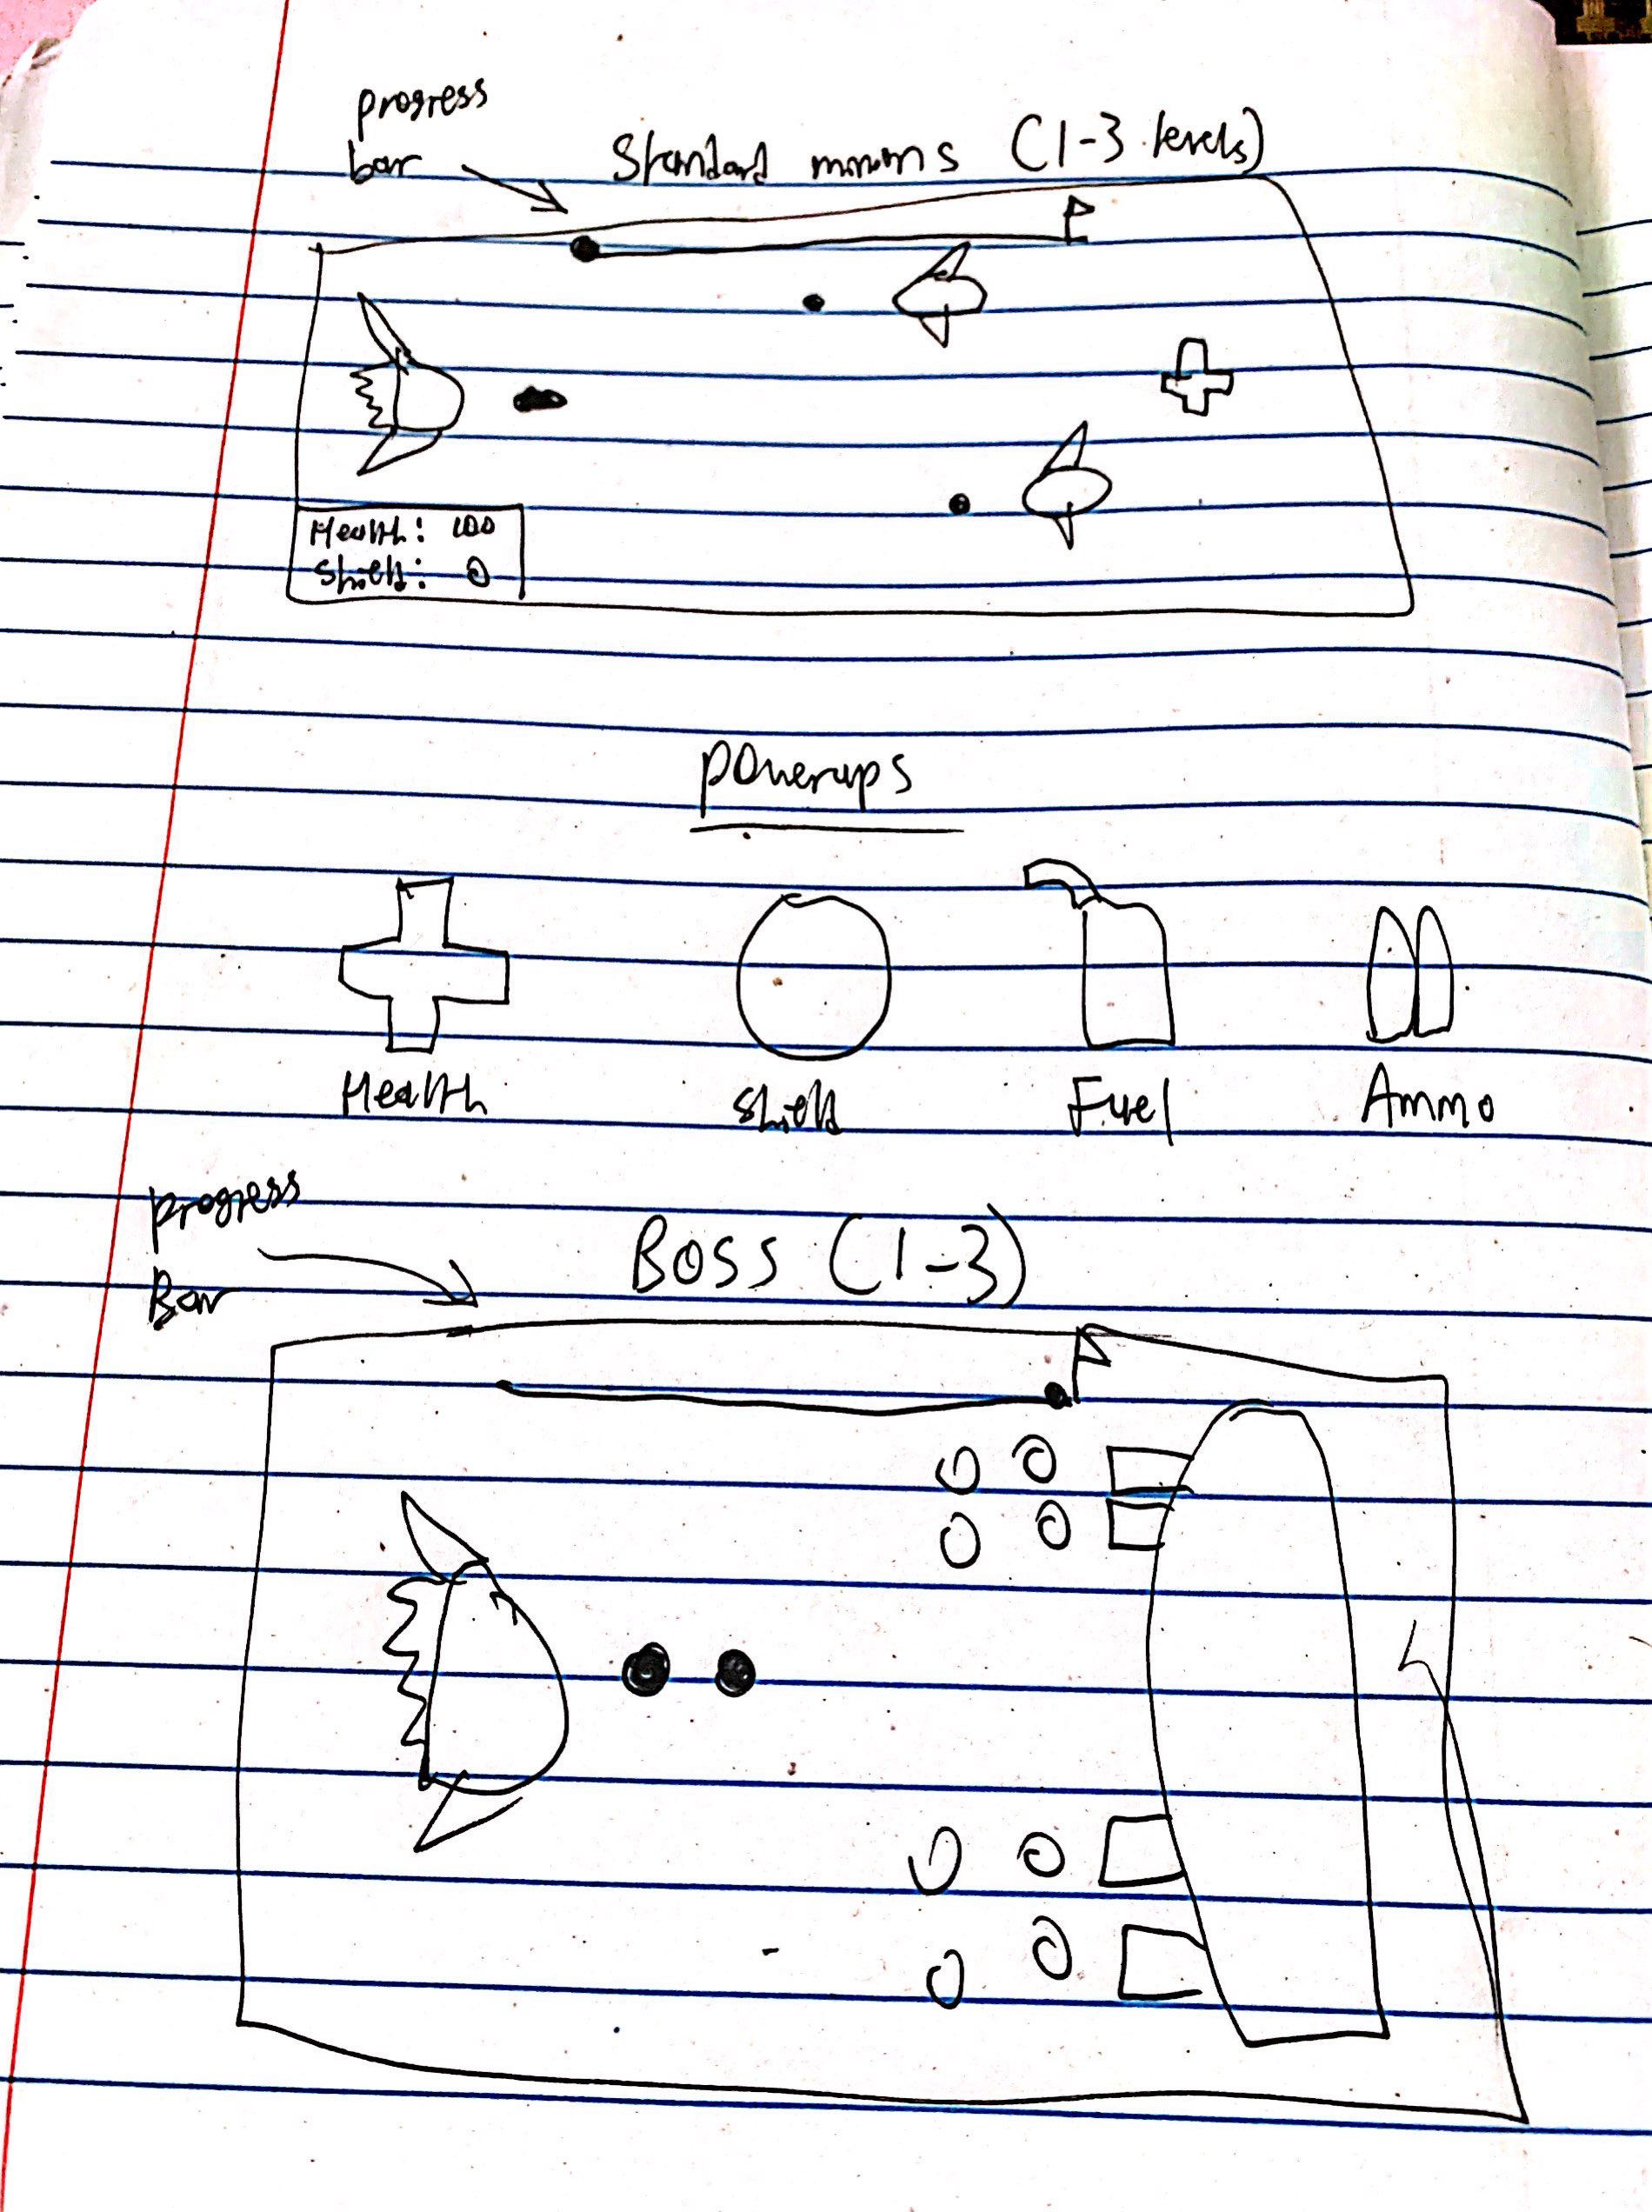 progress
bar
Standard minions (1-3 levels)
Health: 100
Shield: 0
Powerups
Health
Shield
Fuel
Ammo
Progress
Bar
BOSS (1-3)